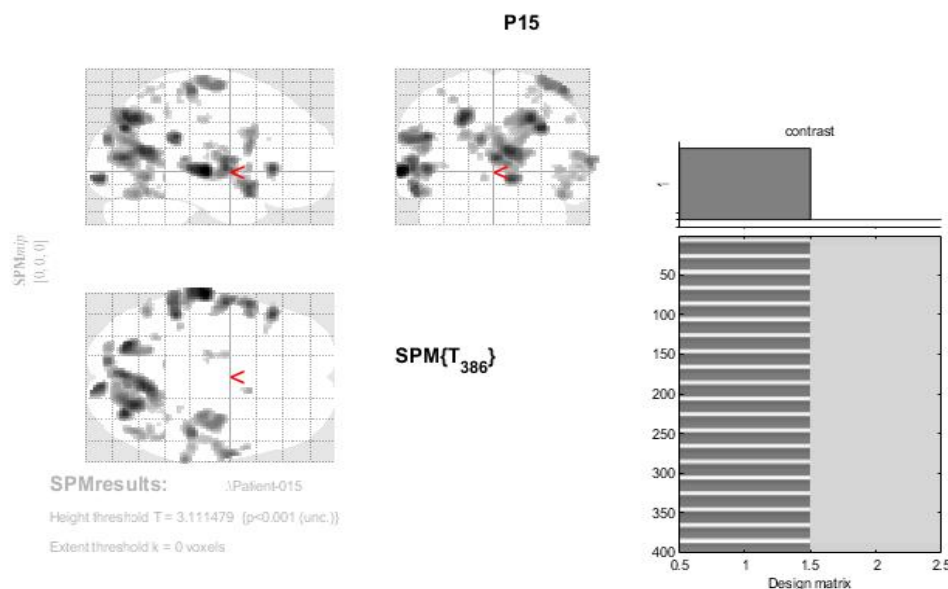 P15
contrast
1
SPMmip
[0, 0, 0]
<
<
<
SPM{T386}
50
100
150
200
250
300
350
400
0.5 1 1.5 2 2.5
Design matrix
SPMresults: .\Patient-015
Height threshold T = 3.111479 {p<0.001 (unc.)}
Extent threshold k = 0 voxels